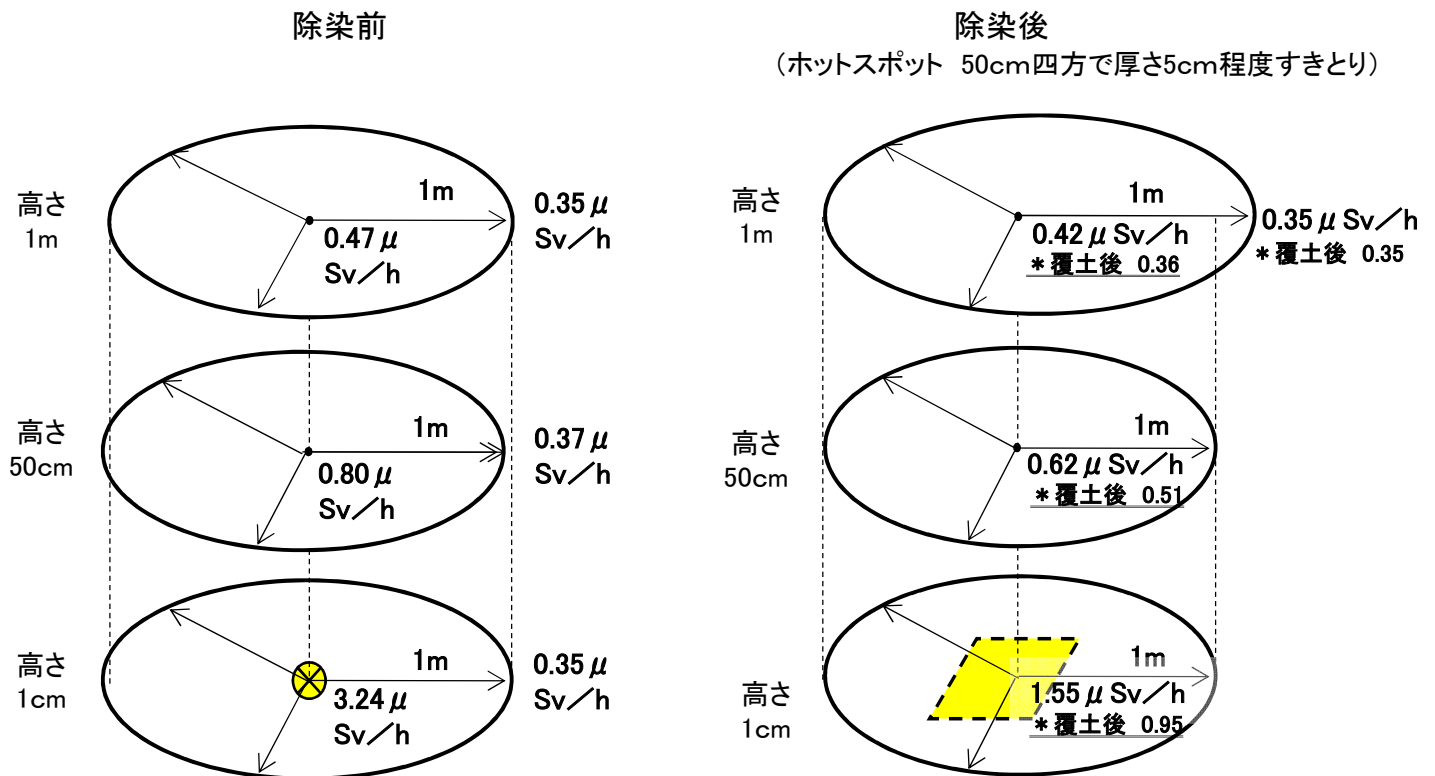 除染前
高さ
1m
1m
0.47μ
Sv/h
0.35μ
Sv/h
高さ
50cm
1m
0.80μ
Sv/h
0.37μ
Sv/h
高さ
1cm
1m
3.24μ
Sv/h
0.35μ
Sv/h
除染後
(ホットスポット 50cm四方で厚さ5cm程度すきとり)
高さ
1m
1m
0.42μSv/h
*覆土後 0.36
0.35μSv/h
*覆土後 0.35
高さ
50cm
1m
0.62μSv/h
*覆土後 0.51
高さ
1cm
1m
1.55μSv/h
*覆土後 0.95